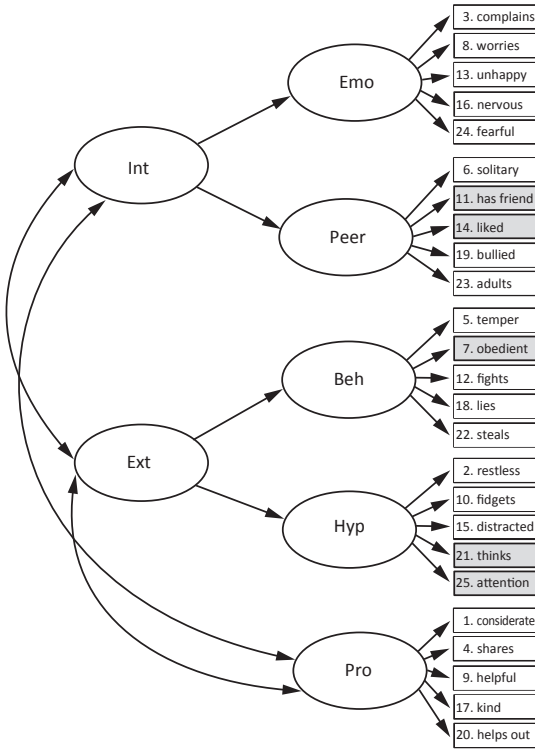 3. complains
8. worries
Emo
13. unhappy
16. nervous
24. fearful
Int
6. solitary
11. has friend
14. liked
Peer
19. bullied
23. adults
5. temper
7. obedient
Beh
12. fights
18. lies
22. steals
Ext
2. restless
10. fidgets
Hyp
15. distracted
21. thinks
25. attention
1. considerate
4. shares
Pro
9. helpful
17. kind
20. helps out